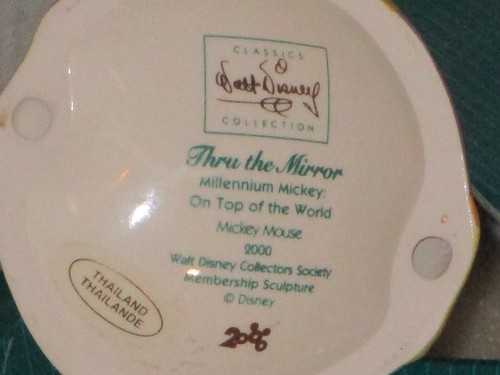 CLASSICS
Walt Disney
COLLECTION
Thru the Mirror
Millennium Mickey:
On Top of the World
Mickey Mouse
2000
Walt Disney Collectors Society
Membership Sculpture
© Disney
THAILAND
THAILANDE